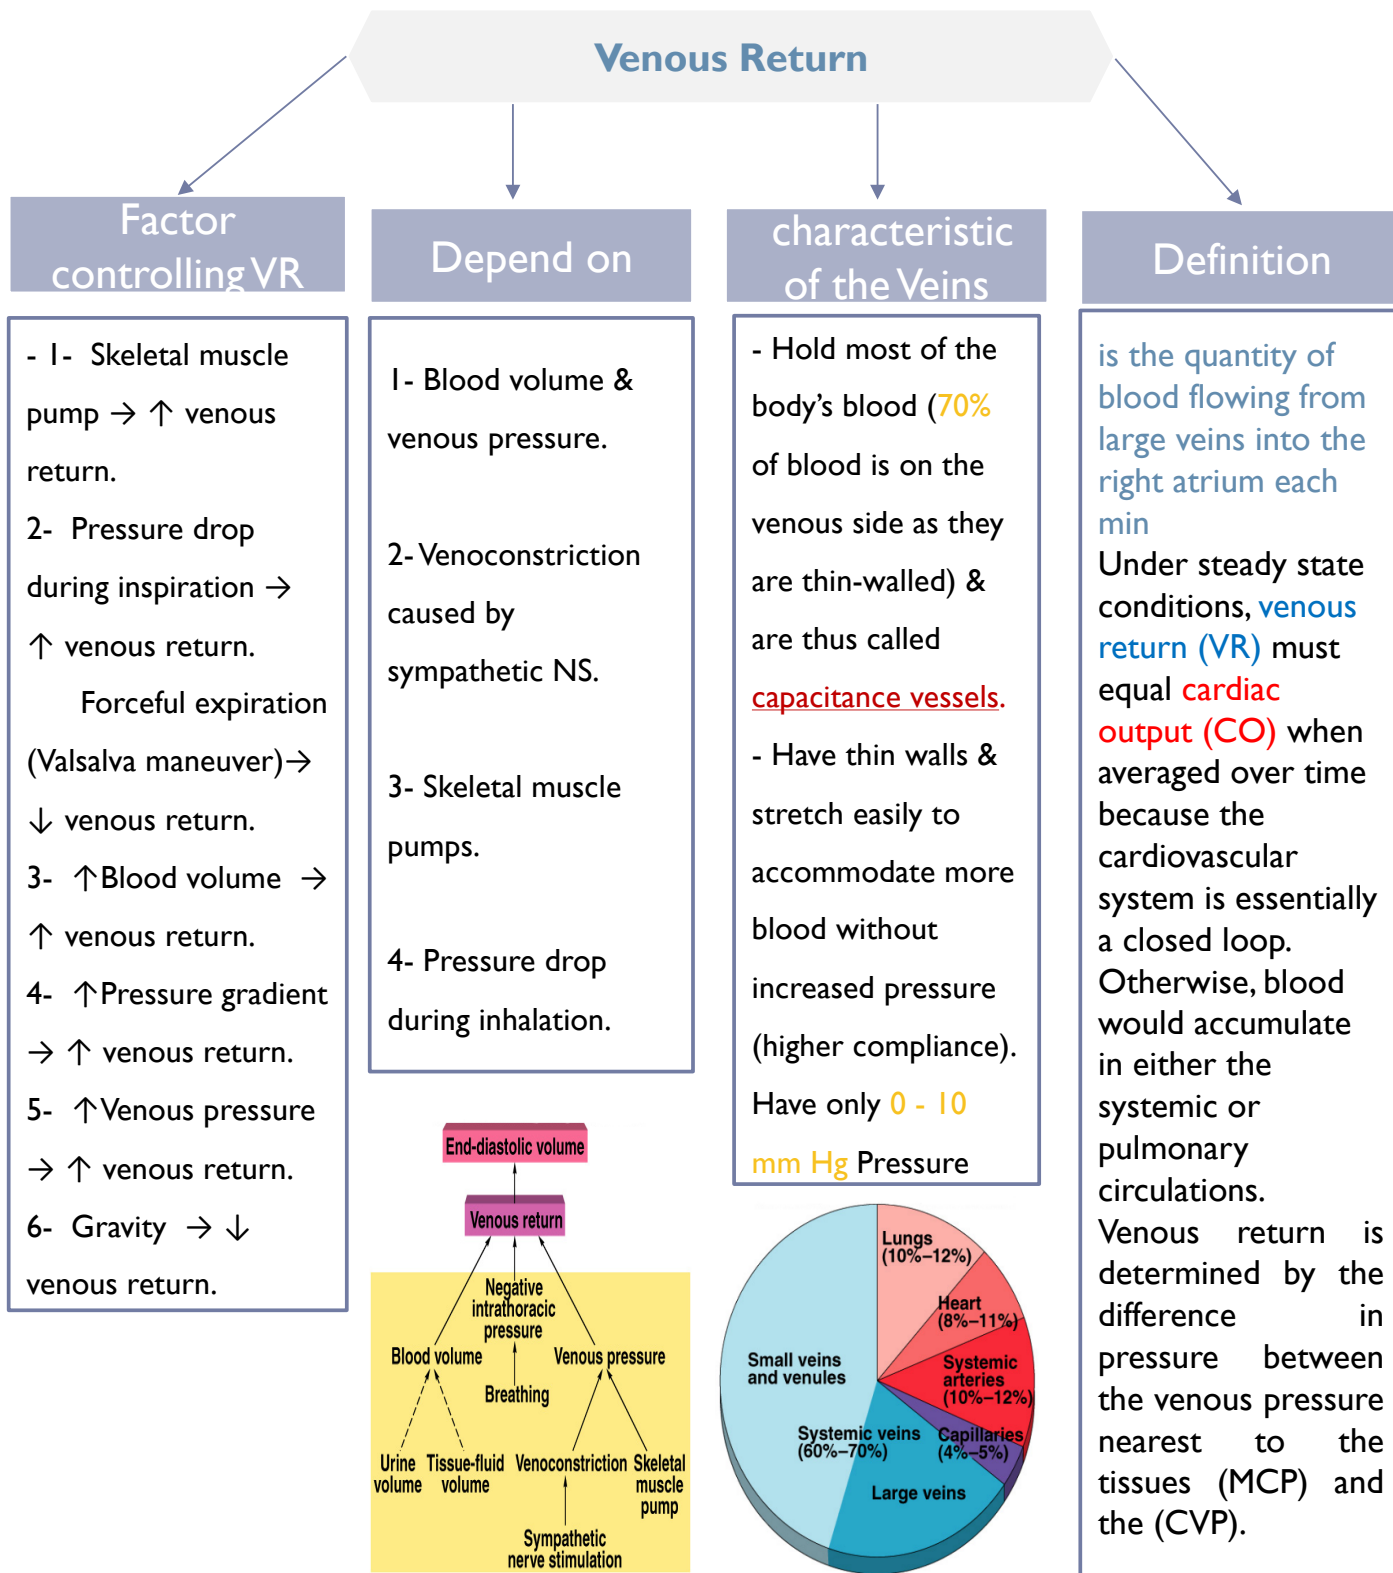 Venous Return
Factor
controlling VR
- 1- Skeletal muscle
pump → ↑ venous
return.
2- Pressure drop
during inspiration →
↑ venous return.
Forceful expiration
(Valsalva maneuver)→
↓ venous return.
3- ↑Blood volume →
↑ venous return.
4- ↑Pressure gradient
→ ↑ venous return.
5- ↑Venous pressure
→ ↑ venous return.
6- Gravity → ↓
venous return.
Depend on
1- Blood volume &
venous pressure.
2- Venoconstriction
caused by
sympathetic NS.
3- Skeletal muscle
pumps.
4- Pressure drop
during inhalation.
End-diastolic volume
Venous return
Negative
intrathoracic
pressure
Blood volume
Venous pressure
Breathing
Urine
volume
Tissue-fluid
volume
Venoconstriction
Skeletal
muscle
pump
Sympathetic
nerve stimulation
characteristic
of the Veins
- Hold most of the
body's blood (70%
of blood is on the
venous side as they
are thin-walled) &
are thus called
capacitance vessels.
- Have thin walls &
stretch easily to
accommodate more
blood without
increased pressure
(higher compliance).
Have only 0 - 10
mm Hg Pressure
Lungs
(10%–12%)
Heart
(8%–11%)
Systemic
arteries
(10%–12%)
Capillaries
(4%–5%)
Small veins
and venules
Systemic veins
(60%–70%)
Large veins
Definition
is the quantity of
blood flowing from
large veins into the
right atrium each
min
Under steady state
conditions, venous
return (VR) must
equal cardiac
output (CO) when
averaged over time
because the
cardiovascular
system is essentially
a closed loop.
Otherwise, blood
would accumulate
in either the
systemic or
pulmonary
circulations.
Venous return is
determined by the
difference in
pressure between
the venous pressure
nearest to the
tissues (MCP) and
the (CVP).